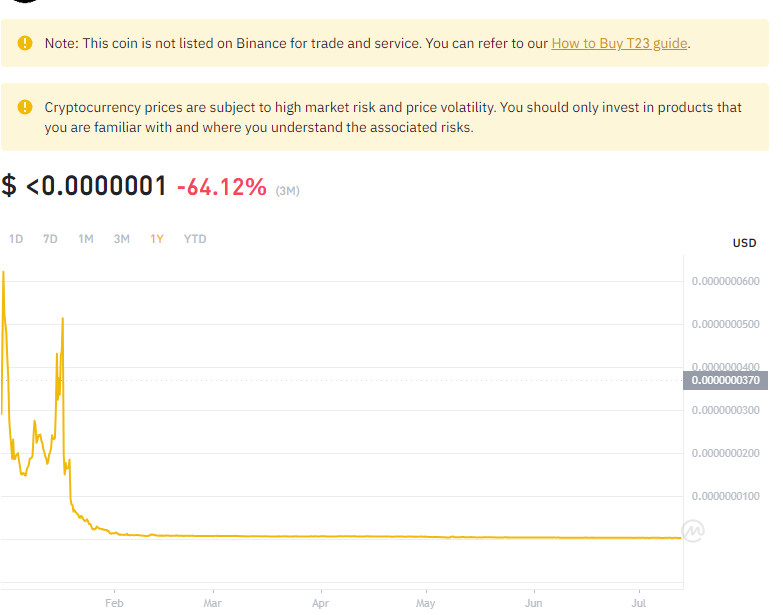 Note: This coin is not listed on Binance for trade and service. You can refer to our How to Buy T23 guide.
Cryptocurrency prices are subject to high market risk and price volatility. You should only invest in products that
you are familiar with and where you understand the associated risks.
$ <0.0000001 -64.12% (3M)
1D 7D 1M 3M 1Y YTD
USD
0.0000000600
0.0000000500
0.0000000400
0.0000000370
0.0000000300
0.0000000200
0.0000000100
Feb Mar Apr May Jun Jul